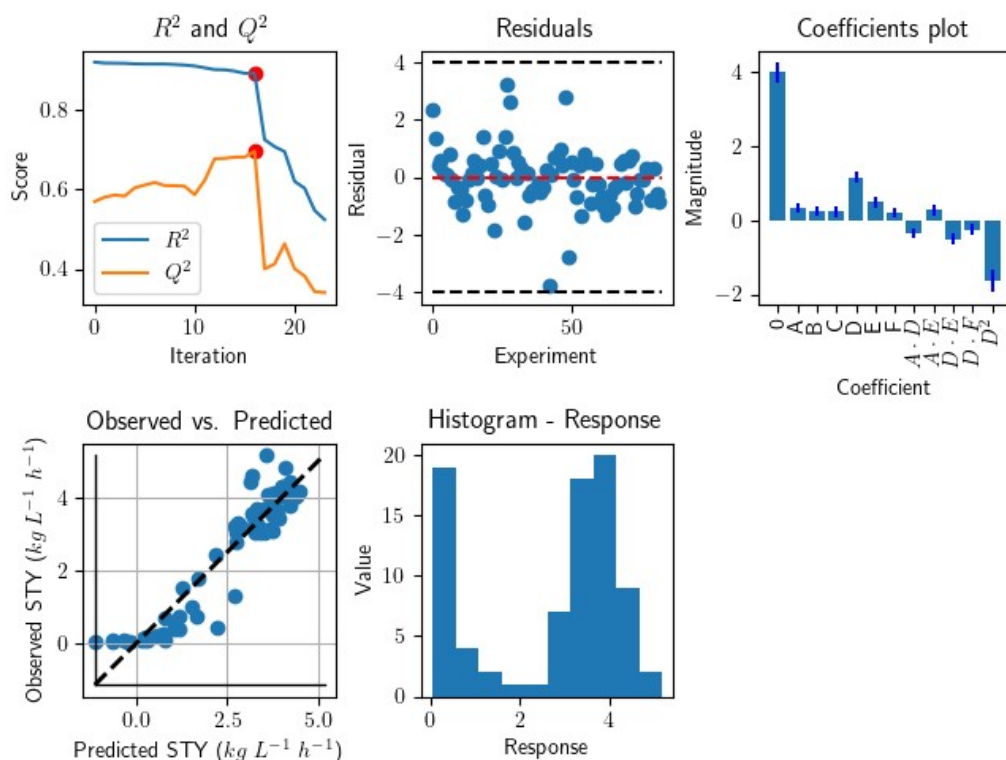 R² and Q²
Score
0.8
0.6
0.4
R²
Q²
0
10
20
Iteration
Residuals
Residual
4
2
0
−2
−4
0
50
Experiment
Coefficients plot
Magnitude
4
2
0
−2
0
A
B
C
D
E
F
A · D
A · E
D · E
D · F
D²
Coefficient
Observed vs. Predicted
Observed STY (kg L⁻¹ h⁻¹)
4
2
0
0.0
2.5
5.0
Predicted STY (kg L⁻¹ h⁻¹)
Histogram - Response
Value
20
15
10
5
0
0
2
4
Response